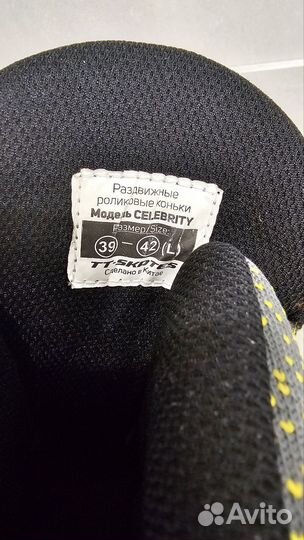 Раздвижные
роликовые коньки
Модель CELEBRITY
Размер/Size:
39 — 42 (L)
TT-SKATES
Сделано в Китае
Avito